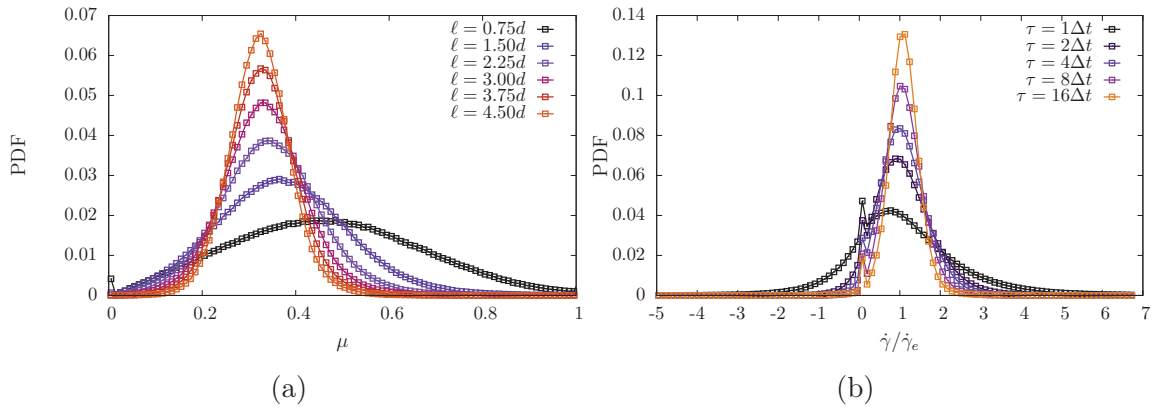 0.07
0.06
0.05
0.04
0.03
0.02
0.01
0
PDF
0 0.2 0.4 0.6 0.8 1
μ
ℓ = 0.75d
ℓ = 1.50d
ℓ = 2.25d
ℓ = 3.00d
ℓ = 3.75d
ℓ = 4.50d
(a)
0.14
0.12
0.1
0.08
0.06
0.04
0.02
0
PDF
-5 -4 -3 -2 -1 0 1 2 3 4 5 6 7
γ̇/γ̇ₑ
τ = 1Δt
τ = 2Δt
τ = 4Δt
τ = 8Δt
τ = 16Δt
(b)